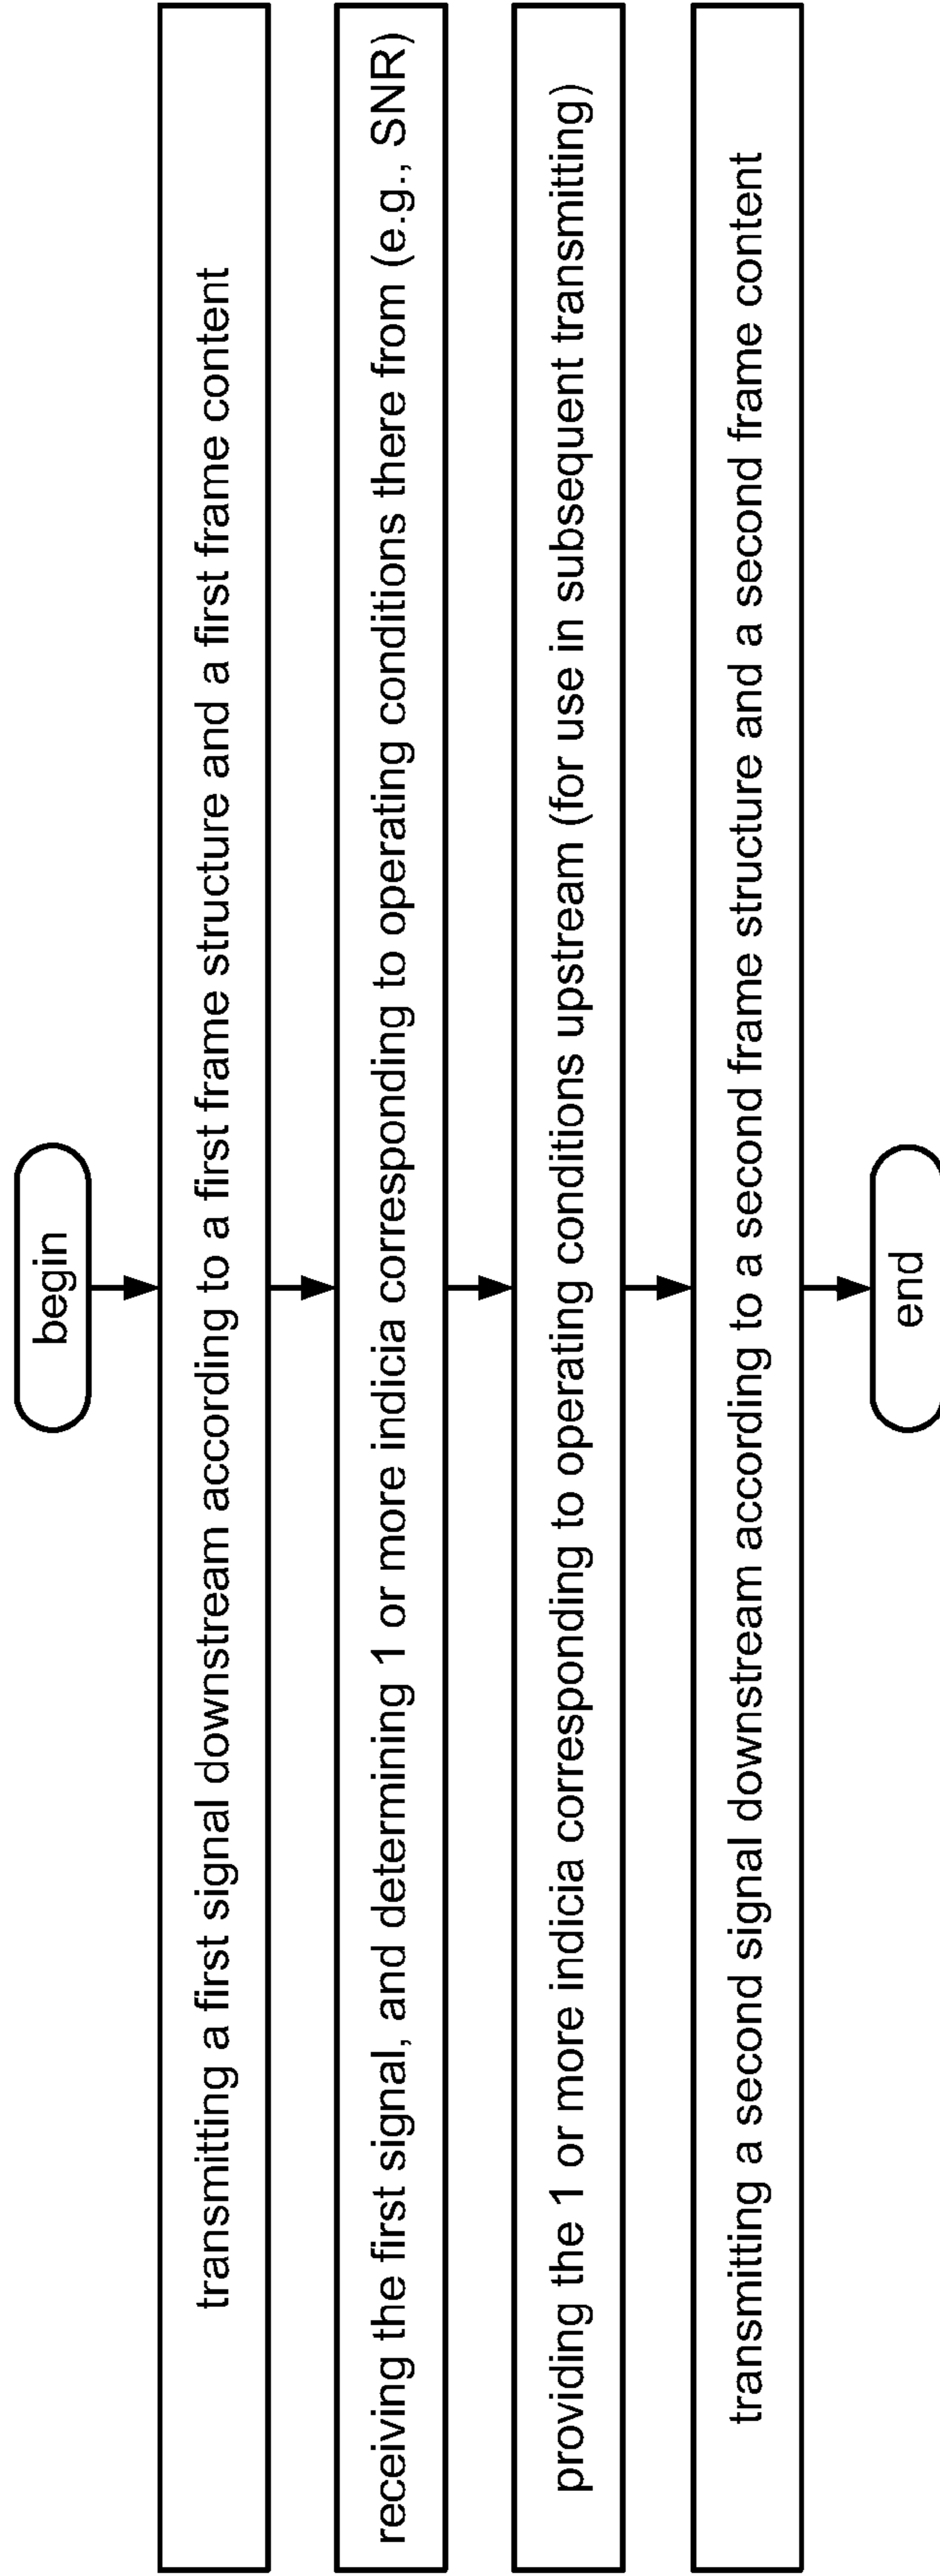 begin
transmitting a first signal downstream according to a first frame structure and a first frame content
receiving the first signal, and determining 1 or more indicia corresponding to operating conditions there from (e.g., SNR)
providing the 1 or more indicia corresponding to operating conditions upstream (for use in subsequent transmitting)
transmitting a second signal downstream according to a second frame structure and a second frame content
end